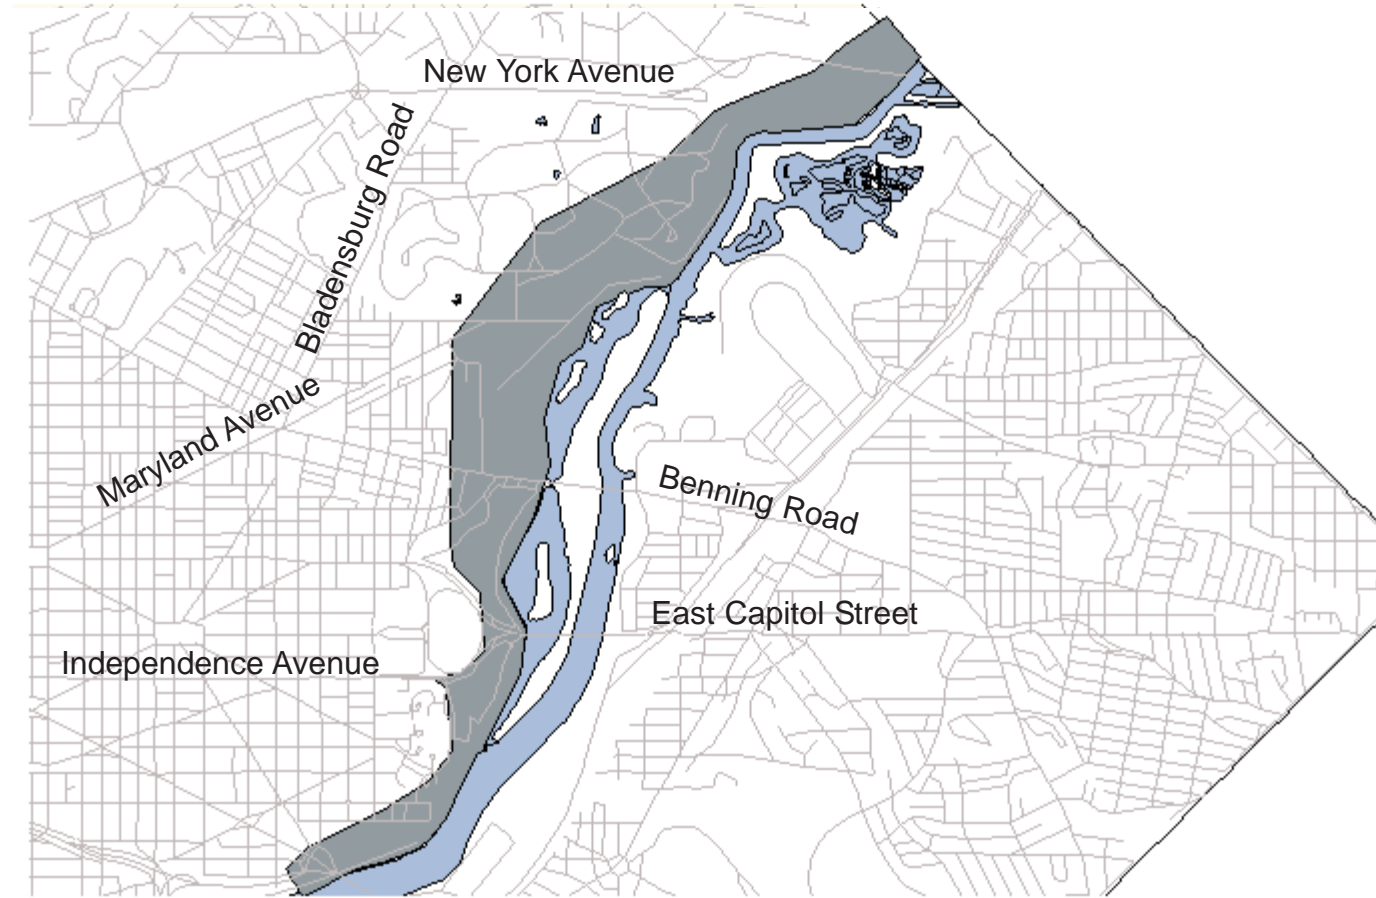 New York Avenue
Bladensburg Road
Maryland Avenue
Benning Road
East Capitol Street
Independence Avenue